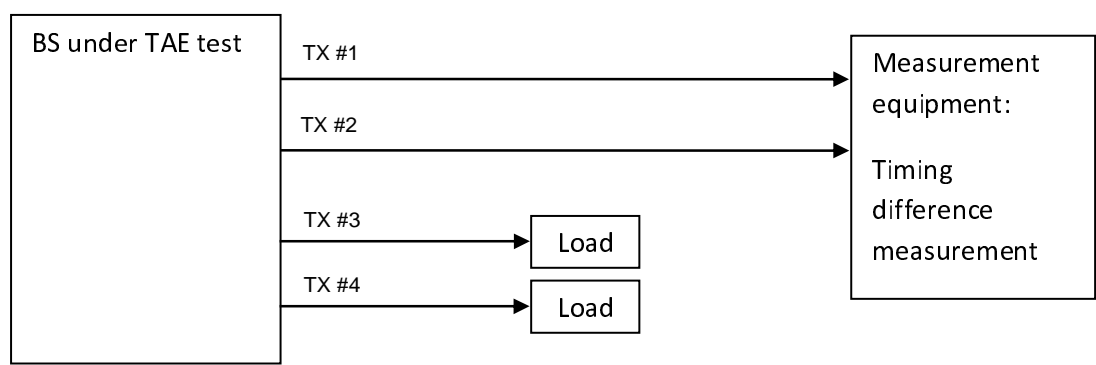 BS under TAE test
TX #1
TX #2
TX #3
TX #4
Load
Load
Measurement
equipment:
Timing
difference
measurement